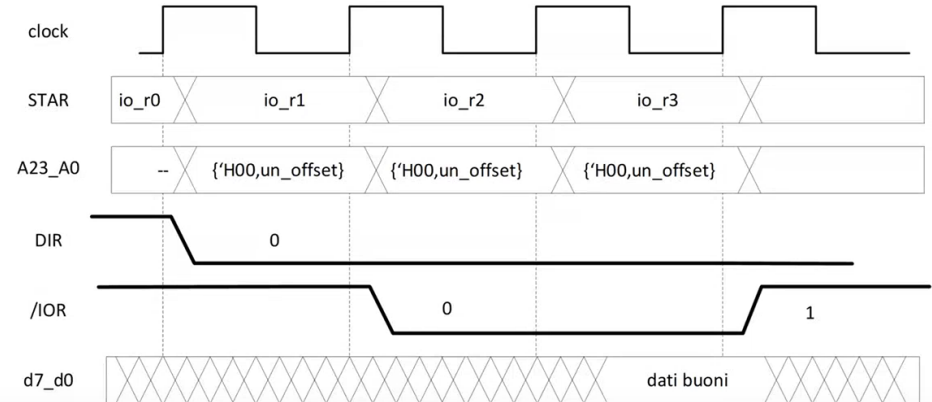 clock
STAR io_r0 io_r1 io_r2 io_r3
A23_A0 -- {‘H00,un_offset} {‘H00,un_offset} {‘H00,un_offset}
DIR 0
/IOR 0 1
d7_d0 dati buoni